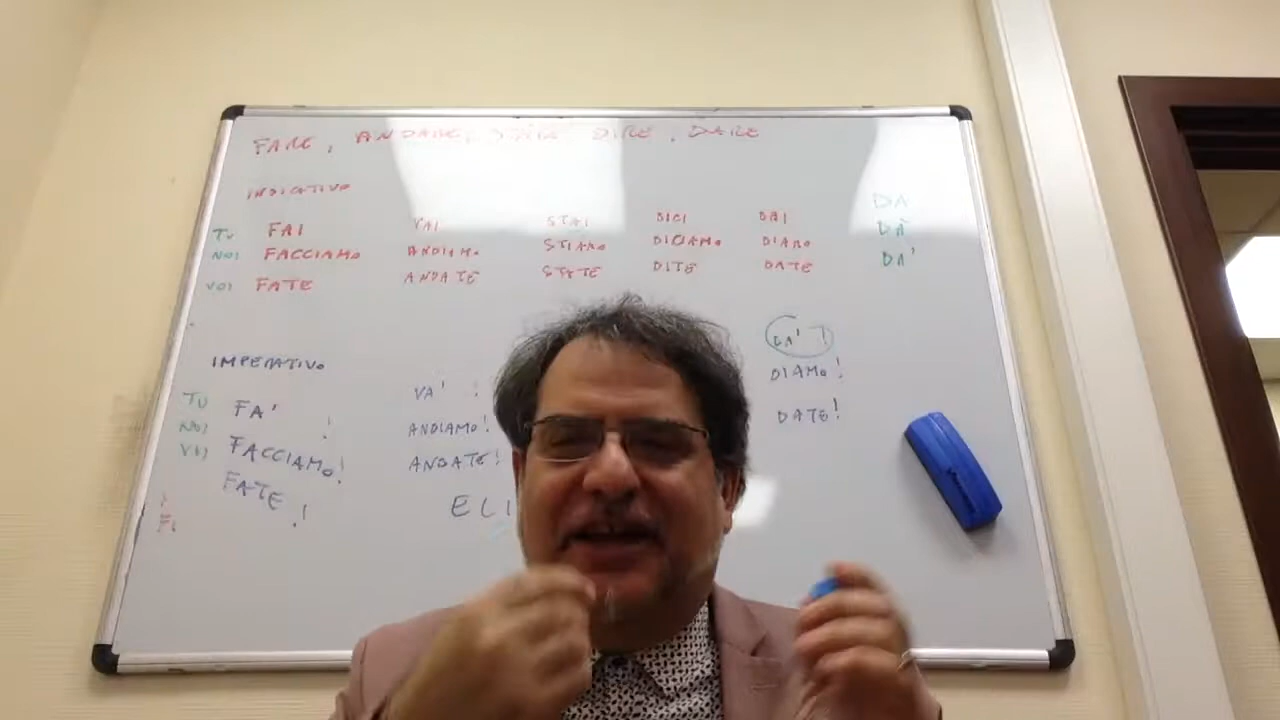 FARE, ANDARE, STARE, DIRE, DARE
INDICATIVO
DA
TU FAI VAI STAI DICI DAI DÀ
NOI FACCIAMO ANDIAMO STIAMO DICIAMO DIAMO DA'
VOI FATE ANDATE STATE DITE DATE
IMPERATIVO DA' !
TU FA' ! VA' ! DIAMO!
NOI FACCIAMO! ANDIAMO! DATE!
VOI FATE! ANDATE!
ELI